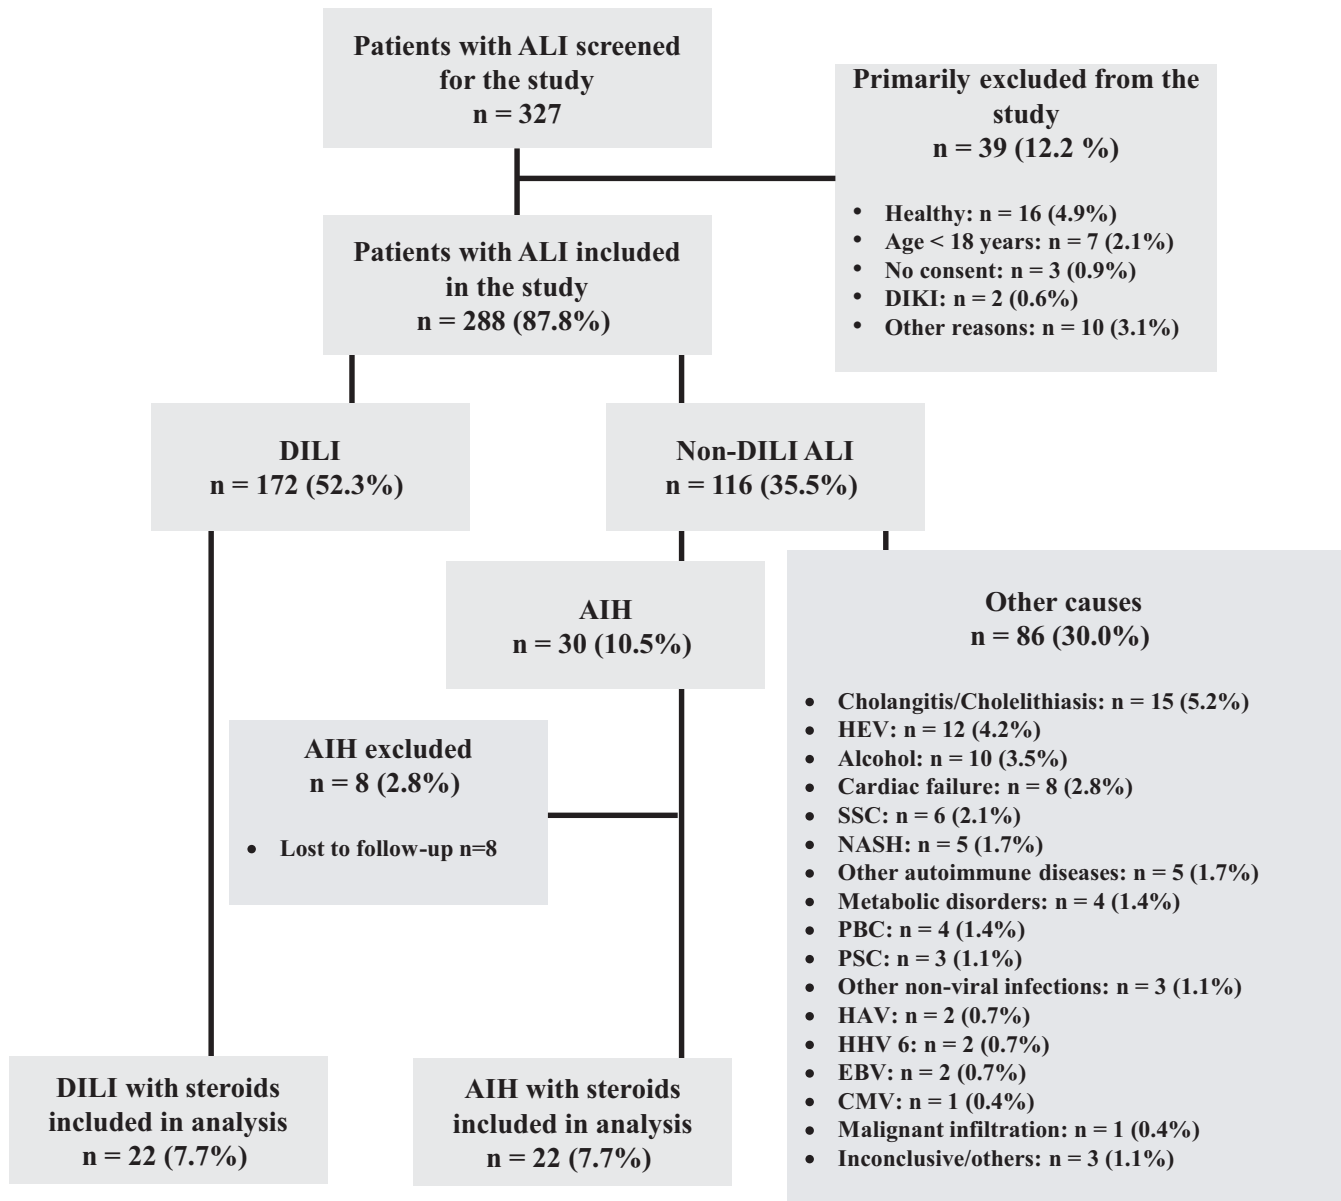 Patients with ALI screened
for the study
n = 327
Primarily excluded from the
study
n = 39 (12.2 %)
• Healthy: n = 16 (4.9%)
• Age < 18 years: n = 7 (2.1%)
• No consent: n = 3 (0.9%)
• DIKI: n = 2 (0.6%)
• Other reasons: n = 10 (3.1%)
Patients with ALI included
in the study
n = 288 (87.8%)
DILI
n = 172 (52.3%)
Non-DILI ALI
n = 116 (35.5%)
AIH
n = 30 (10.5%)
Other causes
n = 86 (30.0%)
• Cholangitis/Cholelithiasis: n = 15 (5.2%)
• HEV: n = 12 (4.2%)
• Alcohol: n = 10 (3.5%)
• Cardiac failure: n = 8 (2.8%)
• SSC: n = 6 (2.1%)
• NASH: n = 5 (1.7%)
• Other autoimmune diseases: n = 5 (1.7%)
• Metabolic disorders: n = 4 (1.4%)
• PBC: n = 4 (1.4%)
• PSC: n = 3 (1.1%)
• Other non-viral infections: n = 3 (1.1%)
• HAV: n = 2 (0.7%)
• HHV 6: n = 2 (0.7%)
• EBV: n = 2 (0.7%)
• CMV: n = 1 (0.4%)
• Malignant infiltration: n = 1 (0.4%)
• Inconclusive/others: n = 3 (1.1%)
AIH excluded
n = 8 (2.8%)
• Lost to follow-up n=8
DILI with steroids
included in analysis
n = 22 (7.7%)
AIH with steroids
included in analysis
n = 22 (7.7%)